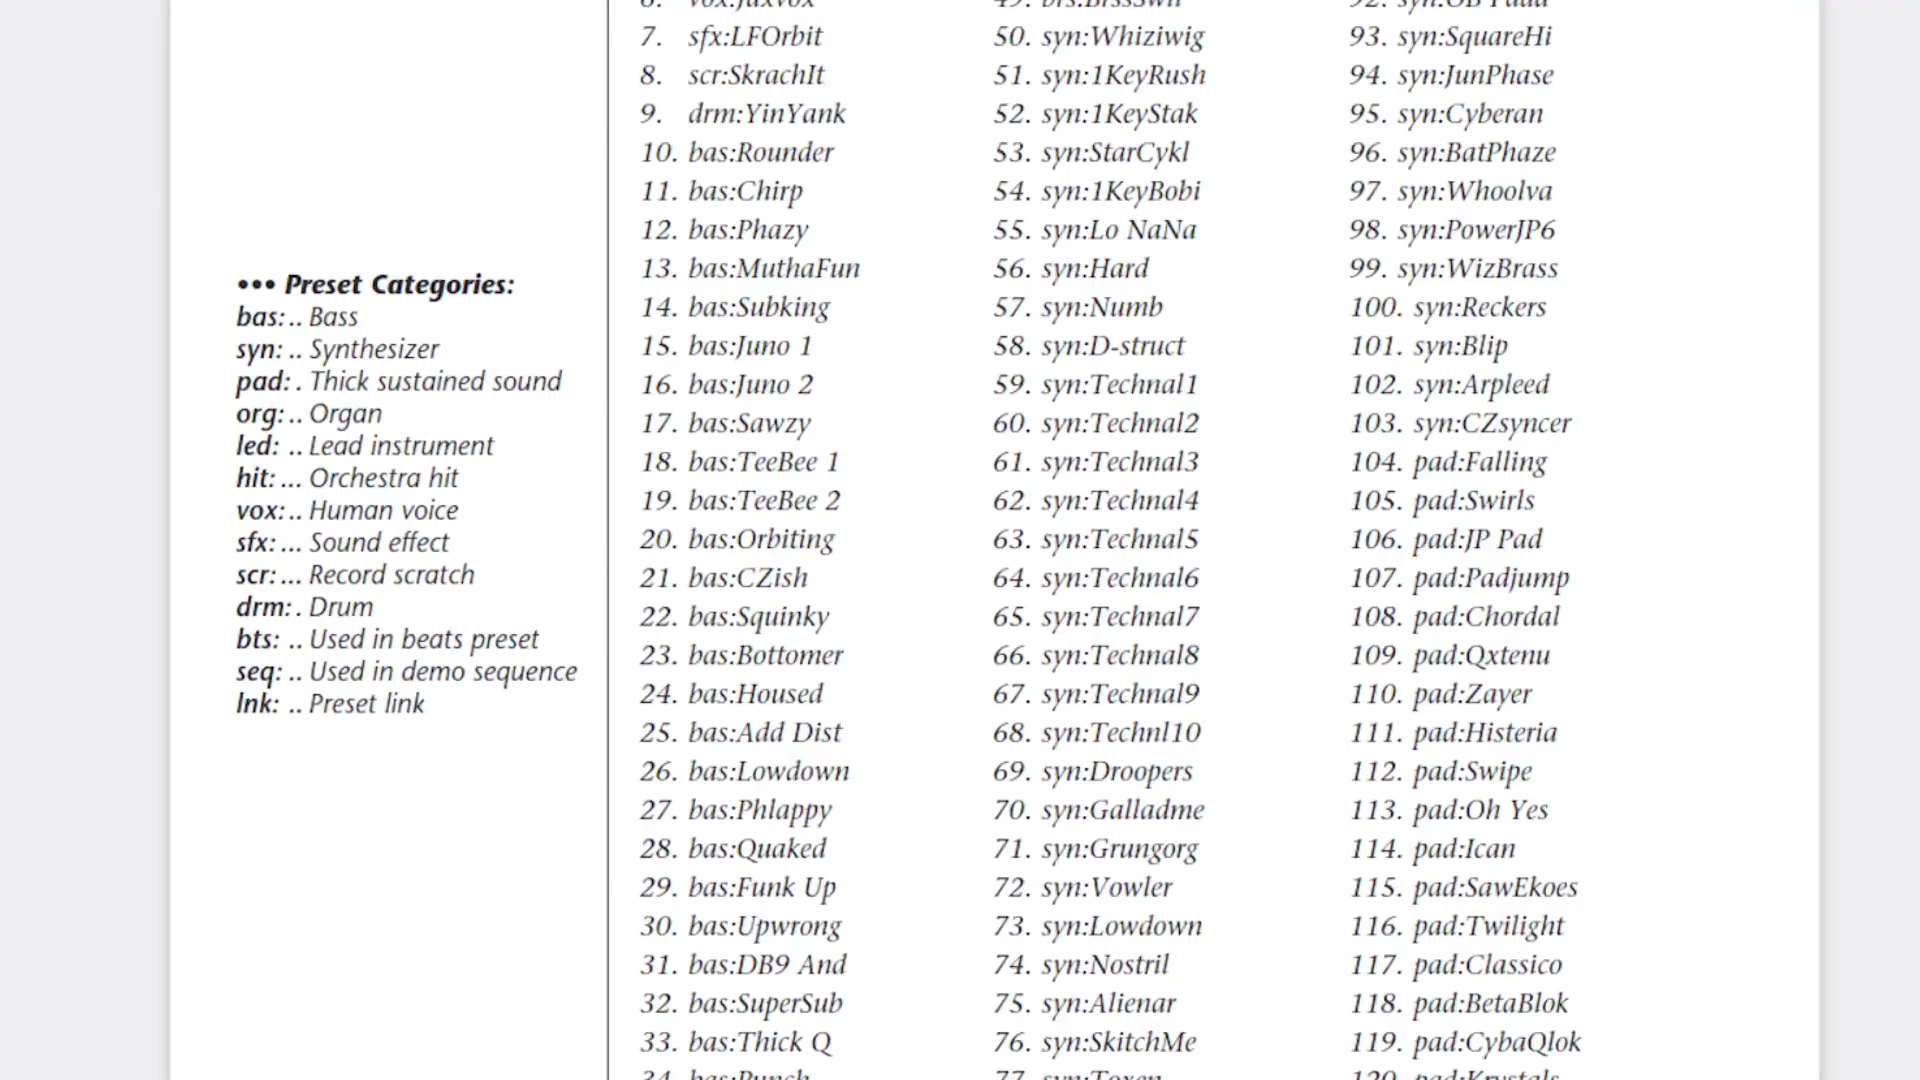 ••• Preset Categories:
bas: .. Bass
syn: .. Synthesizer
pad: . Thick sustained sound
org: .. Organ
led: .. Lead instrument
hit: ... Orchestra hit
vox: .. Human voice
sfx: ... Sound effect
scr: ... Record scratch
drm: . Drum
bts: .. Used in beats preset
seq: .. Used in demo sequence
lnk: .. Preset link
7. sfx:LFOrbit
8. scr:SkrachIt
9. drm:YinYank
10. bas:Rounder
11. bas:Chirp
12. bas:Phazy
13. bas:MuthaFun
14. bas:Subking
15. bas:Juno 1
16. bas:Juno 2
17. bas:Sawzy
18. bas:TeeBee 1
19. bas:TeeBee 2
20. bas:Orbiting
21. bas:CZish
22. bas:Squinky
23. bas:Bottomer
24. bas:Housed
25. bas:Add Dist
26. bas:Lowdown
27. bas:Phlappy
28. bas:Quaked
29. bas:Funk Up
30. bas:Upwrong
31. bas:DB9 And
32. bas:SuperSub
33. bas:Thick Q
34. bas:Punch
50. syn:Whiziwig
51. syn:1KeyRush
52. syn:1KeyStak
53. syn:StarCykl
54. syn:1KeyBobi
55. syn:Lo NaNa
56. syn:Hard
57. syn:Numb
58. syn:D-struct
59. syn:Technal1
60. syn:Technal2
61. syn:Technal3
62. syn:Technal4
63. syn:Technal5
64. syn:Technal6
65. syn:Technal7
66. syn:Technal8
67. syn:Technal9
68. syn:Technl10
69. syn:Droopers
70. syn:Galladme
71. syn:Grungorg
72. syn:Vowler
73. syn:Lowdown
74. syn:Nostril
75. syn:Alienar
76. syn:SkitchMe
77. syn:Toxen
93. syn:SquareHi
94. syn:JunPhase
95. syn:Cyberan
96. syn:BatPhaze
97. syn:Whoolva
98. syn:PowerJP6
99. syn:WizBrass
100. syn:Reckers
101. syn:Blip
102. syn:Arpleed
103. syn:CZsyncer
104. pad:Falling
105. pad:Swirls
106. pad:JP Pad
107. pad:Padjump
108. pad:Chordal
109. pad:Qxtenu
110. pad:Zayer
111. pad:Histeria
112. pad:Swipe
113. pad:Oh Yes
114. pad:Ican
115. pad:SawEkoes
116. pad:Twilight
117. pad:Classico
118. pad:BetaBlok
119. pad:CybaQlok
120. pad:Krystals